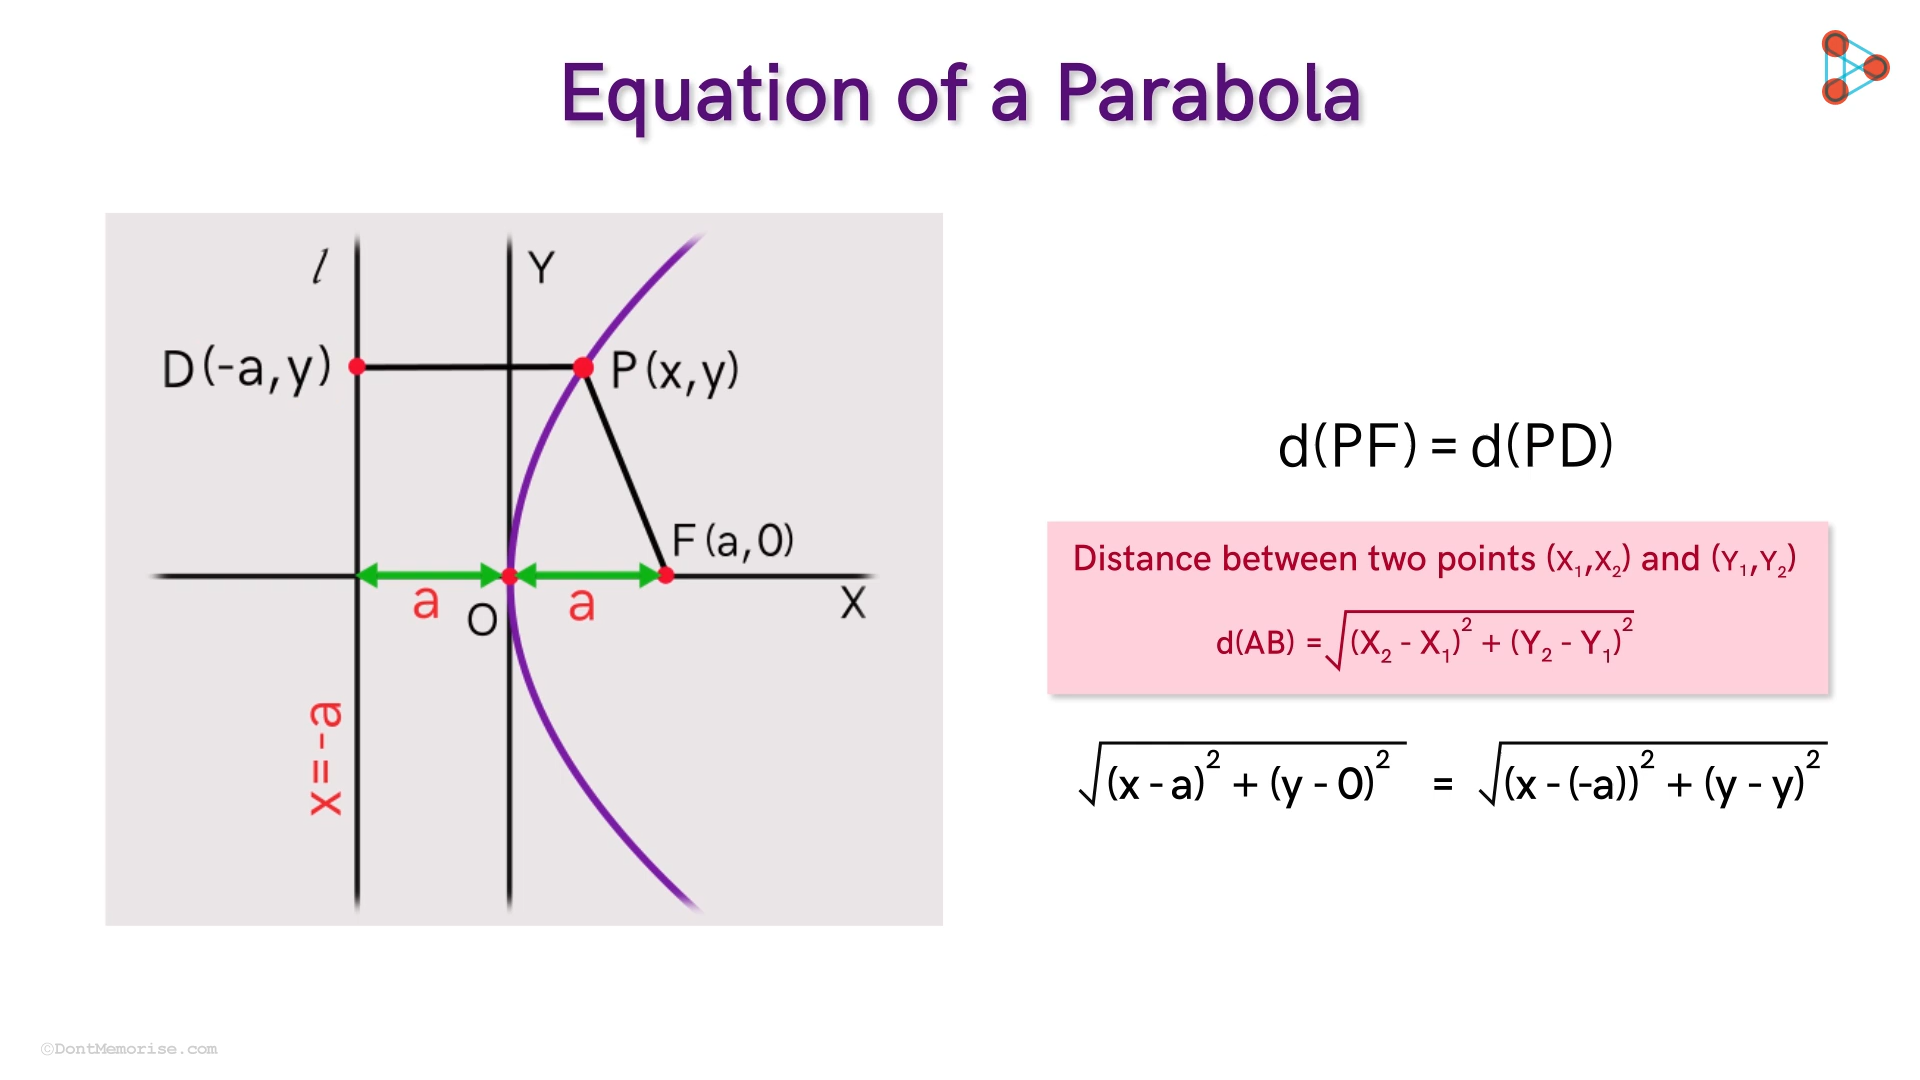 Equation of a Parabola
l
Y
D(-a,y)
P(x,y)
F(a,0)
a
O
a
X
x=-a
d(PF) = d(PD)
Distance between two points (X₁,X₂) and (Y₁,Y₂)
d(AB) = √(X₂ - X₁)² + (Y₂ - Y₁)²
√(x - a)² + (y - 0)² = √(x - (-a))² + (y - y)²
©DontMemorise.com